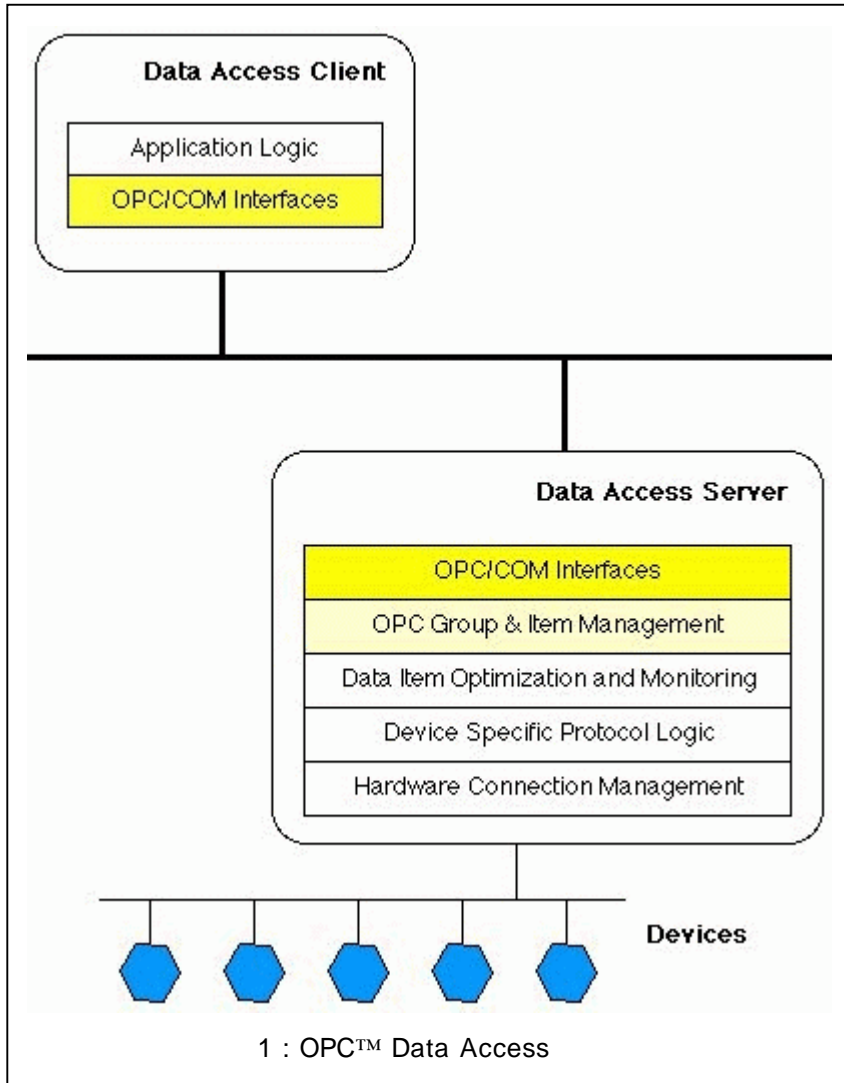 Data Access Client
Application Logic
OPC/COM Interfaces
Data Access Server
OPC/COM Interfaces
OPC Group & Item Management
Data Item Optimization and Monitoring
Device Specific Protocol Logic
Hardware Connection Management
Devices
1 : OPC™ Data Access